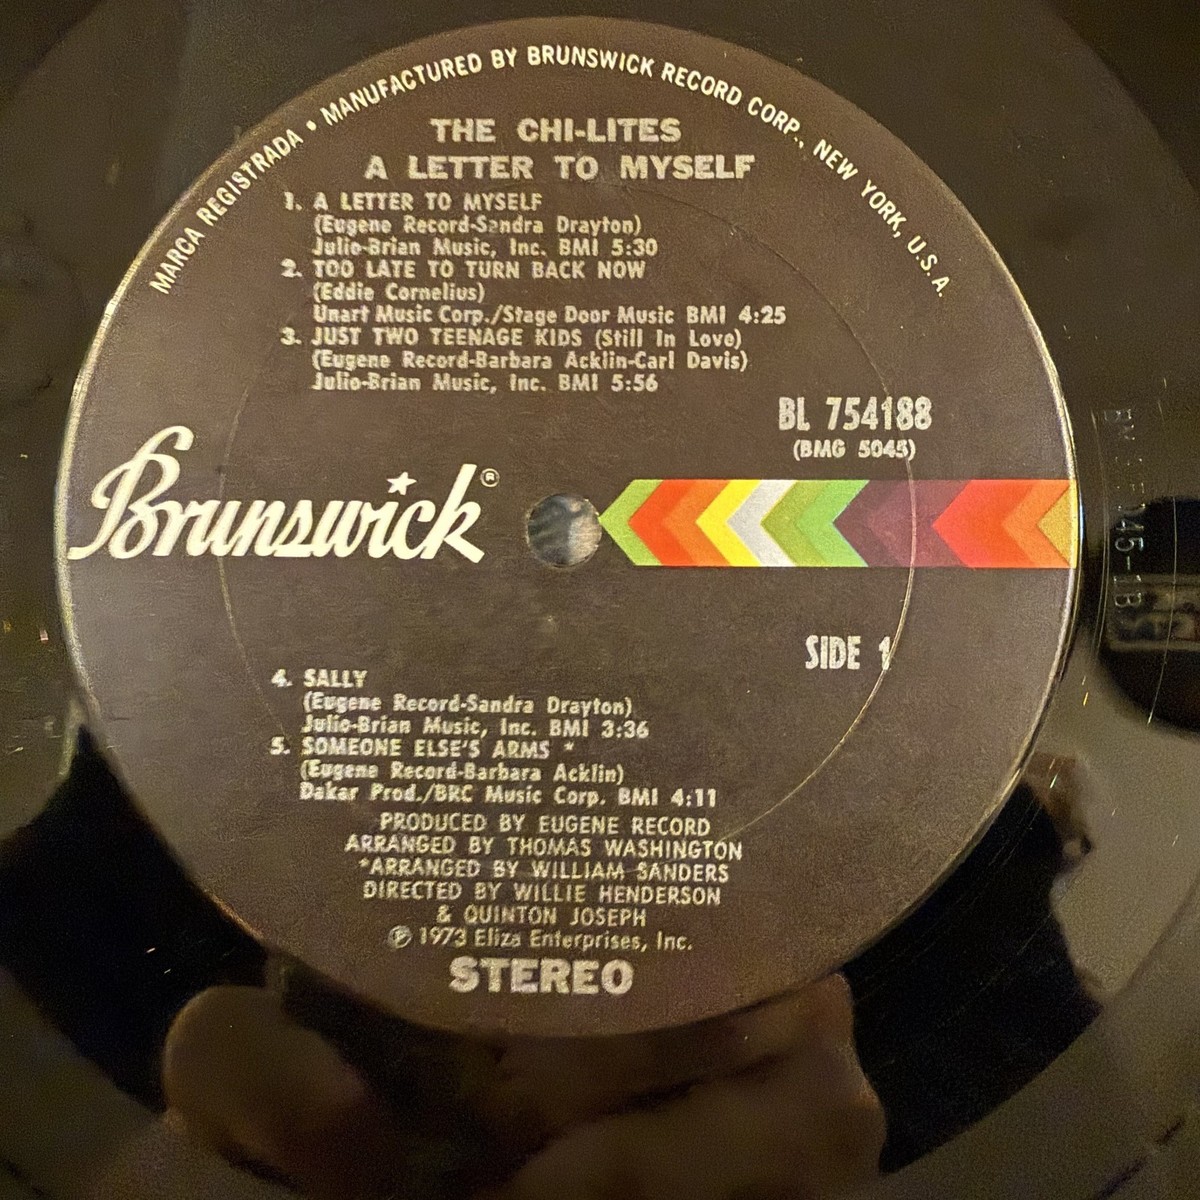 MARCA REGISTRADA • MANUFACTURED BY BRUNSWICK RECORD CORP., NEW YORK, U.S.A.
THE CHI-LITES
A LETTER TO MYSELF
1. A LETTER TO MYSELF
(Eugene Record-Sandra Drayton)
Julio-Brian Music, Inc. BMI 5:30
2. TOO LATE TO TURN BACK NOW
(Eddie Cornelius)
Unart Music Corp./Stage Door Music BMI 4:25
3. JUST TWO TEENAGE KIDS (Still In Love)
(Eugene Record-Barbara Acklin-Carl Davis)
Julio-Brian Music, Inc. BMI 5:56
BL 754188
(BMG 5045)
Brunswick ®
SIDE 1
4. SALLY
(Eugene Record-Sandra Drayton)
Julio-Brian Music, Inc. BMI 3:36
5. SOMEONE ELSE'S ARMS *
(Eugene Record-Barbara Acklin)
Dakar Prod./BRC Music Corp. BMI 4:11
PRODUCED BY EUGENE RECORD
ARRANGED BY THOMAS WASHINGTON
*ARRANGED BY WILLIAM SANDERS
DIRECTED BY WILLIE HENDERSON
& QUINTON JOSEPH
℗ 1973 Eliza Enterprises, Inc.
STEREO